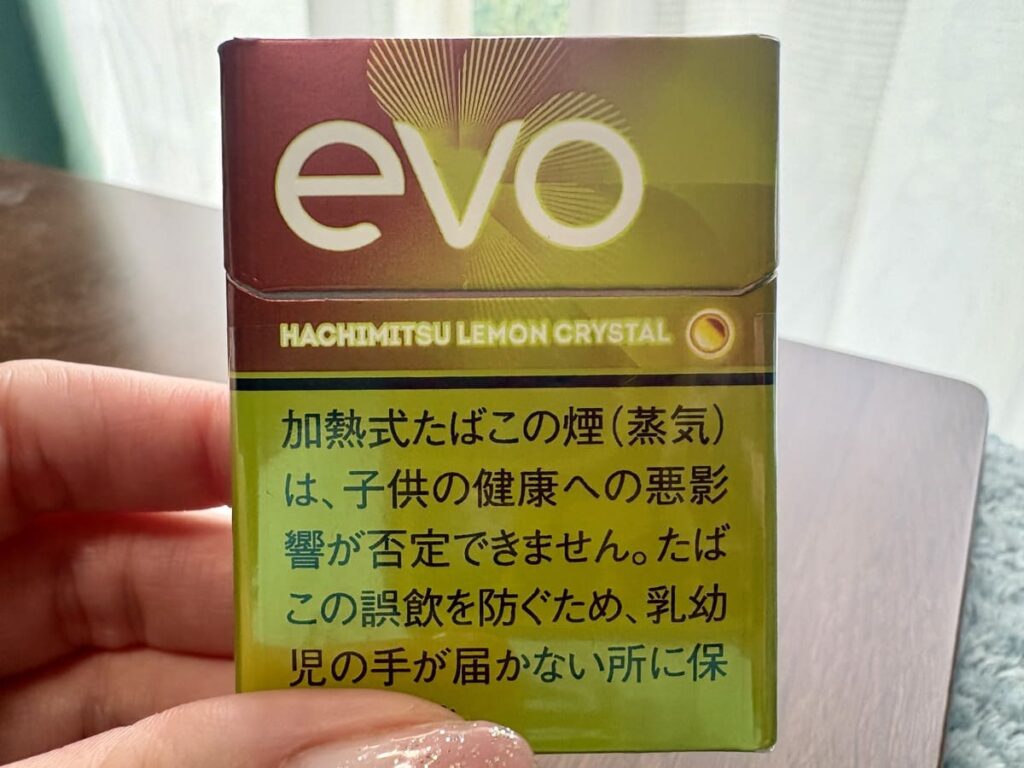 evo
HACHIMITSU LEMON CRYSTAL
加熱式たばこの煙(蒸気)
は、子供の健康への悪影
響が否定できません。たば
この誤飲を防ぐため、乳幼
児の手が届かない所に保